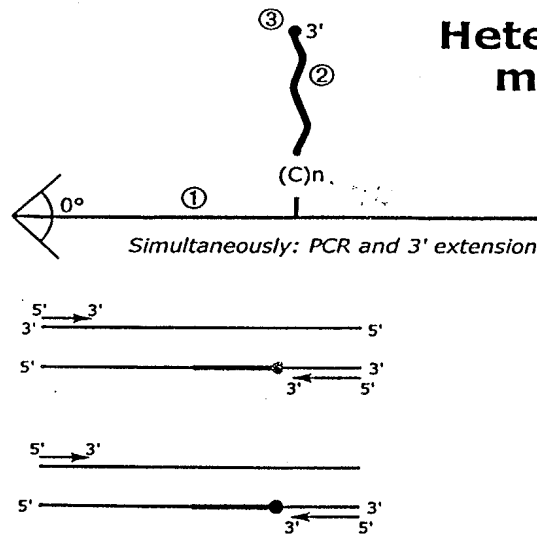 ③ 3' Hete
② m
(C)n
① 0°
Simultaneously: PCR and 3' extension
5' 3'
3' 5'
5' 3'
3' 5'
5' 3'
5' 3'
3' 5'